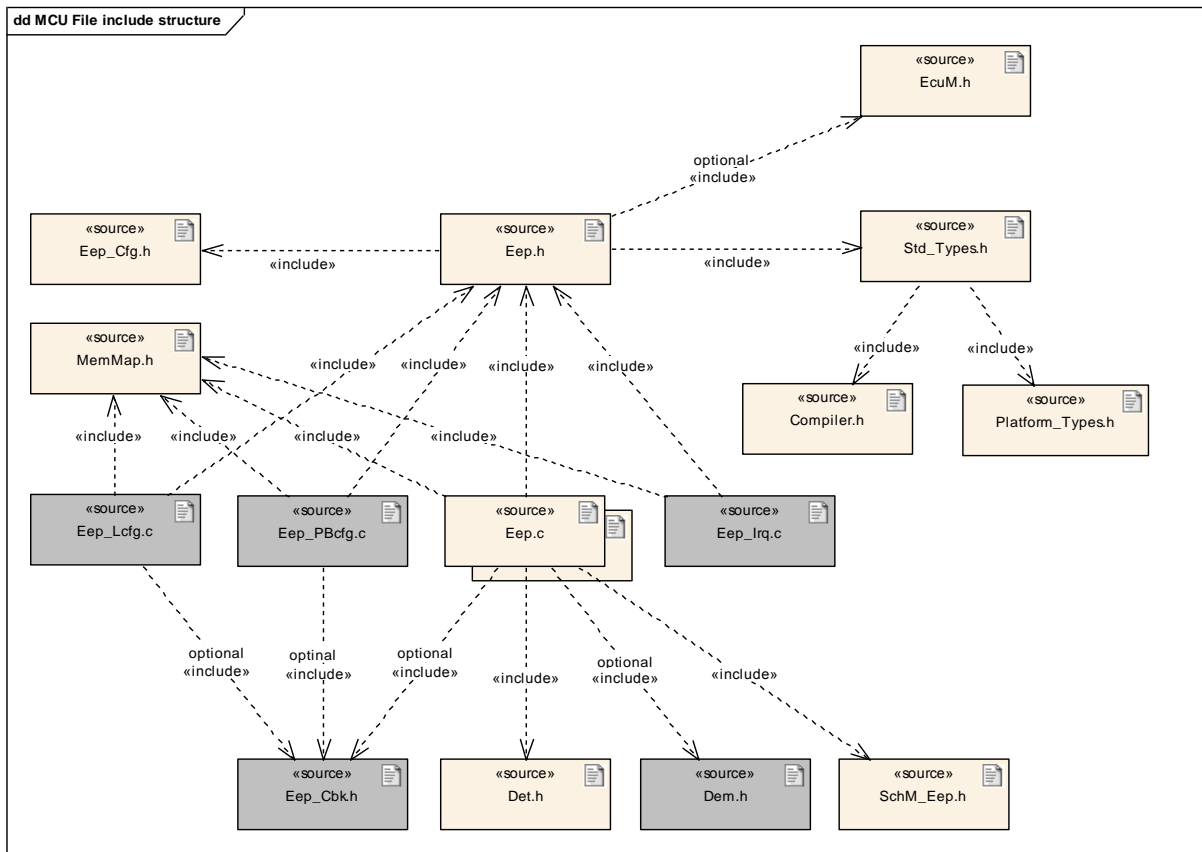 dd MCU File include structure
«source»
EcuM.h
optional
«include»
«source»
Eep_Cfg.h
«include»
«source»
Eep.h
«include»
«source»
Std_Types.h
«source»
MemMap.h
«include»
«include»
«include»
«include»
«include»
«include»
«source»
Compiler.h
«source»
Platform_Types.h
«include»
«include»
«include»
«include»
«source»
Eep_Lcfg.c
«source»
Eep_PBcfg.c
«source»
Eep.c
«source»
Eep_Irq.c
optional
«include»
optinal
«include»
optional
«include»
«include»
optional
«include»
«include»
«source»
Eep_Cbk.h
«source»
Det.h
«source»
Dem.h
«source»
SchM_Eep.h